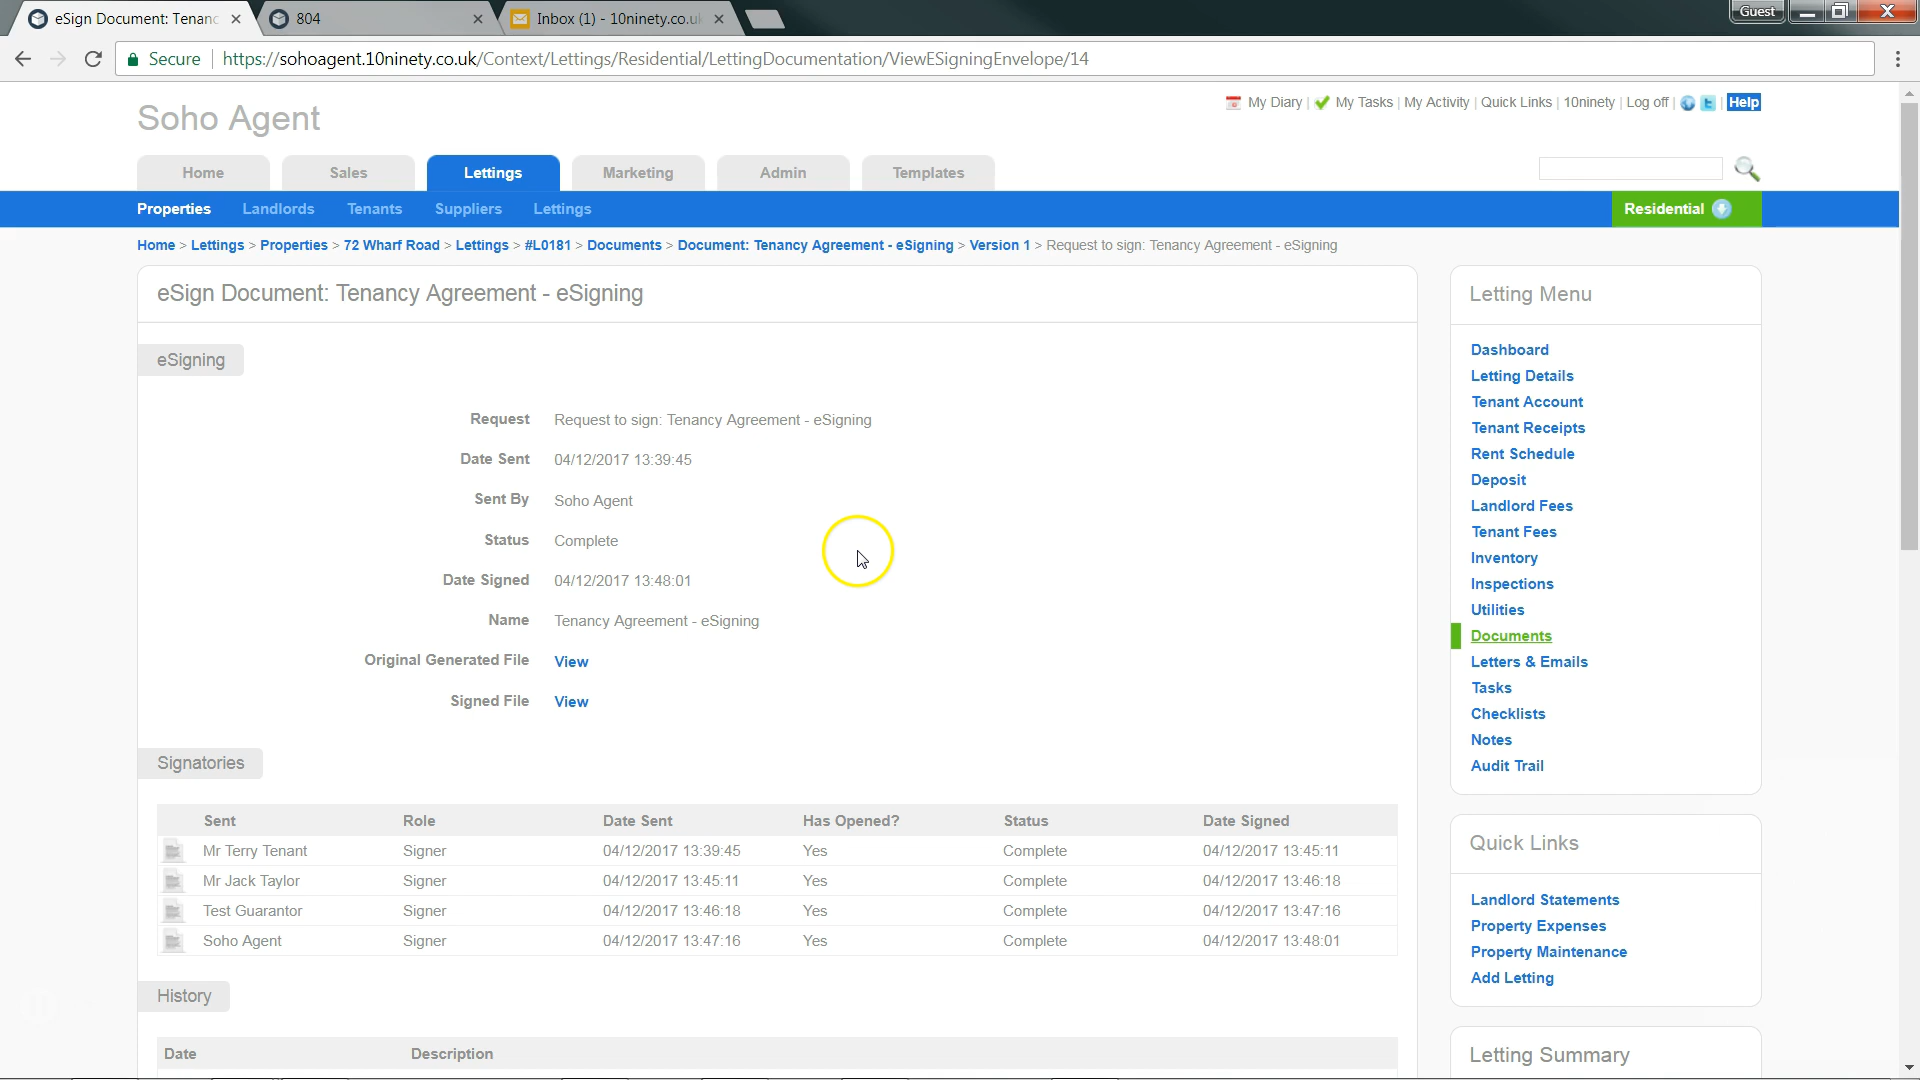 eSign Document: Tenanc
804
Inbox (1) - 10ninety.co.u
Guest
Secure
https://sohoagent.10ninety.co.uk/Context/Lettings/Residential/LettingDocumentation/ViewESigningEnvelope/14
Soho Agent
My Diary | My Tasks | My Activity | Quick Links | 10ninety | Log off | Help
Home Sales Lettings Marketing Admin Templates
Properties Landlords Tenants Suppliers Lettings
Residential
Home > Lettings > Properties > 72 Wharf Road > Lettings > #L0181 > Documents > Document: Tenancy Agreement - eSigning > Version 1 > Request to sign: Tenancy Agreement - eSigning
eSign Document: Tenancy Agreement - eSigning
eSigning
Request Request to sign: Tenancy Agreement - eSigning
Date Sent 04/12/2017 13:39:45
Sent By Soho Agent
Status Complete
Date Signed 04/12/2017 13:48:01
Name Tenancy Agreement - eSigning
Original Generated File View
Signed File View
Signatories
Sent Role Date Sent Has Opened? Status Date Signed
Mr Terry Tenant Signer 04/12/2017 13:39:45 Yes Complete 04/12/2017 13:45:11
Mr Jack Taylor Signer 04/12/2017 13:45:11 Yes Complete 04/12/2017 13:46:18
Test Guarantor Signer 04/12/2017 13:46:18 Yes Complete 04/12/2017 13:47:16
Soho Agent Signer 04/12/2017 13:47:16 Yes Complete 04/12/2017 13:48:01
History
Date Description
Letting Menu
Dashboard
Letting Details
Tenant Account
Tenant Receipts
Rent Schedule
Deposit
Landlord Fees
Tenant Fees
Inventory
Inspections
Utilities
Documents
Letters & Emails
Tasks
Checklists
Notes
Audit Trail
Quick Links
Landlord Statements
Property Expenses
Property Maintenance
Add Letting
Letting Summary